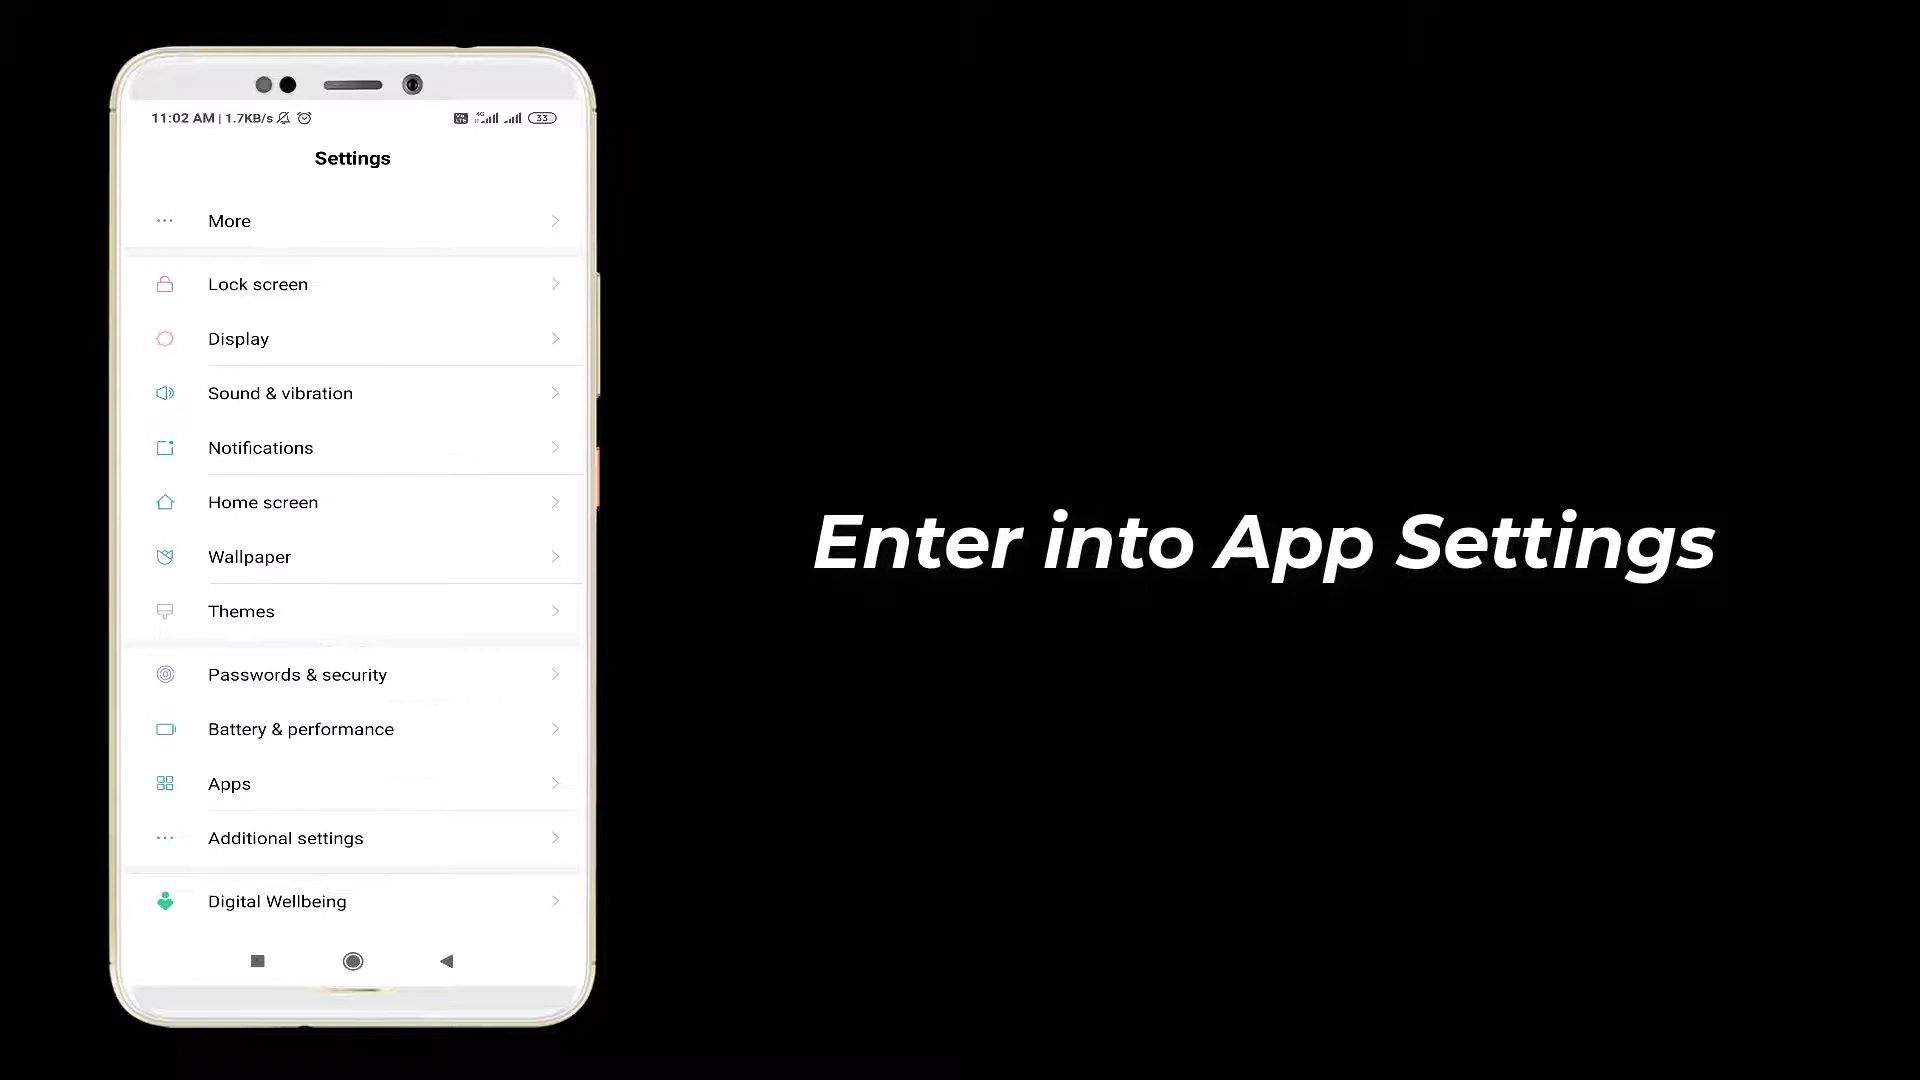 11:02 AM | 1.7KB/s 33
Settings
More
Lock screen
Display
Sound & vibration
Notifications
Home screen
Wallpaper
Themes
Passwords & security
Battery & performance
Apps
Additional settings
Digital Wellbeing
Enter into App Settings